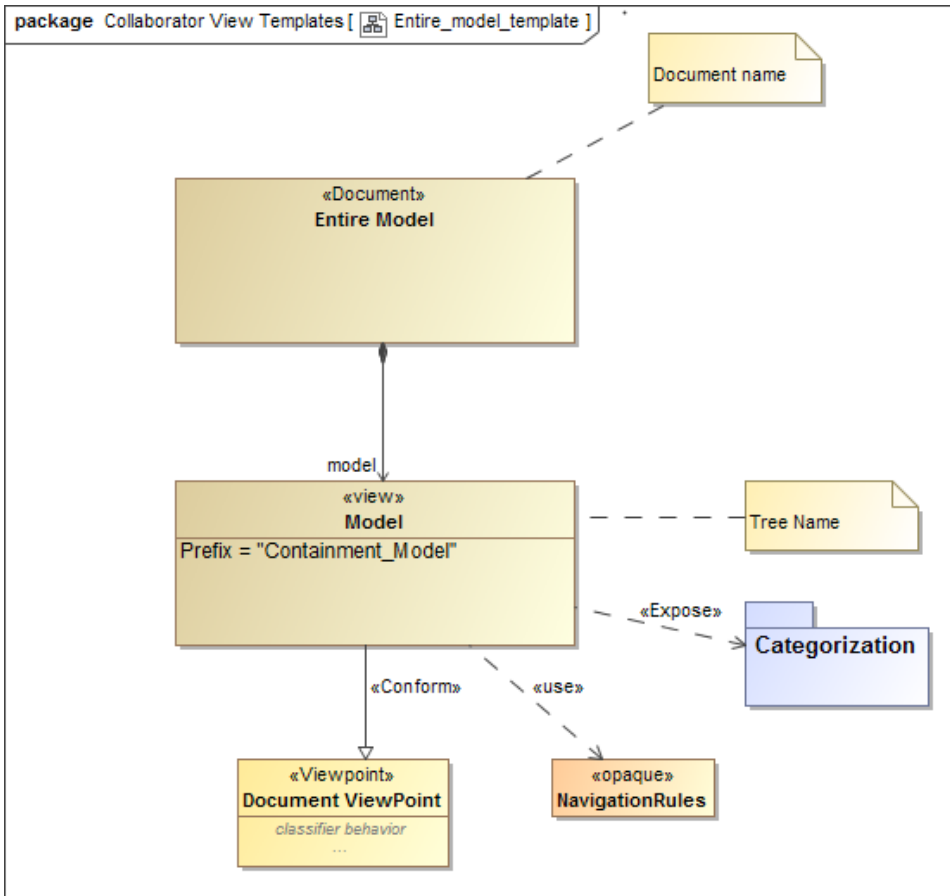 package Collaborator View Templates [ Entire_model_template ]
Document name
«Document»
Entire Model
model
«view»
Model
Prefix = "Containment_Model"
Tree Name
«Expose»
Categorization
«Conform»
«use»
«Viewpoint»
Document ViewPoint
classifier behavior
...
«opaque»
NavigationRules